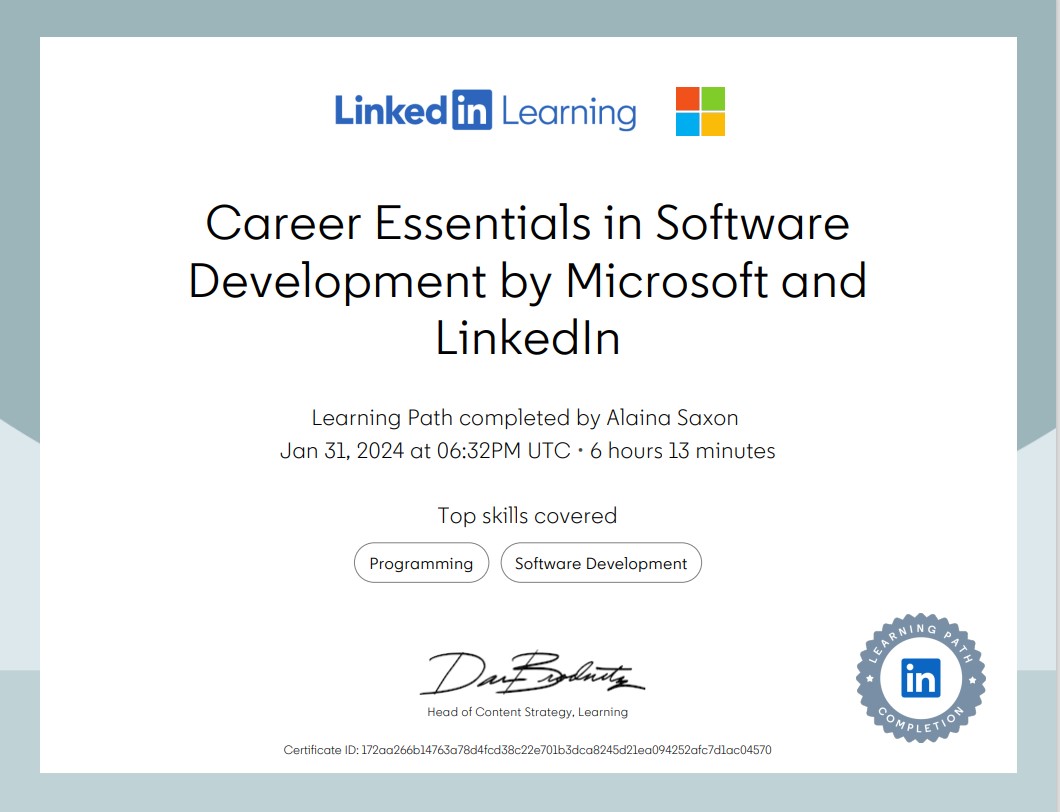 Linkedin Learning
Career Essentials in Software
Development by Microsoft and
LinkedIn
Learning Path completed by Alaina Saxon
Jan 31, 2024 at 06:32PM UTC • 6 hours 13 minutes
Top skills covered
Programming Software Development
Dan Brodnitz
Head of Content Strategy, Learning
Certificate ID: 172aa266b14763a78d4fcd38c22e701b3dca8245d21ea094252afc7d1ac04570
LEARNING PATH
in
COMPLETION